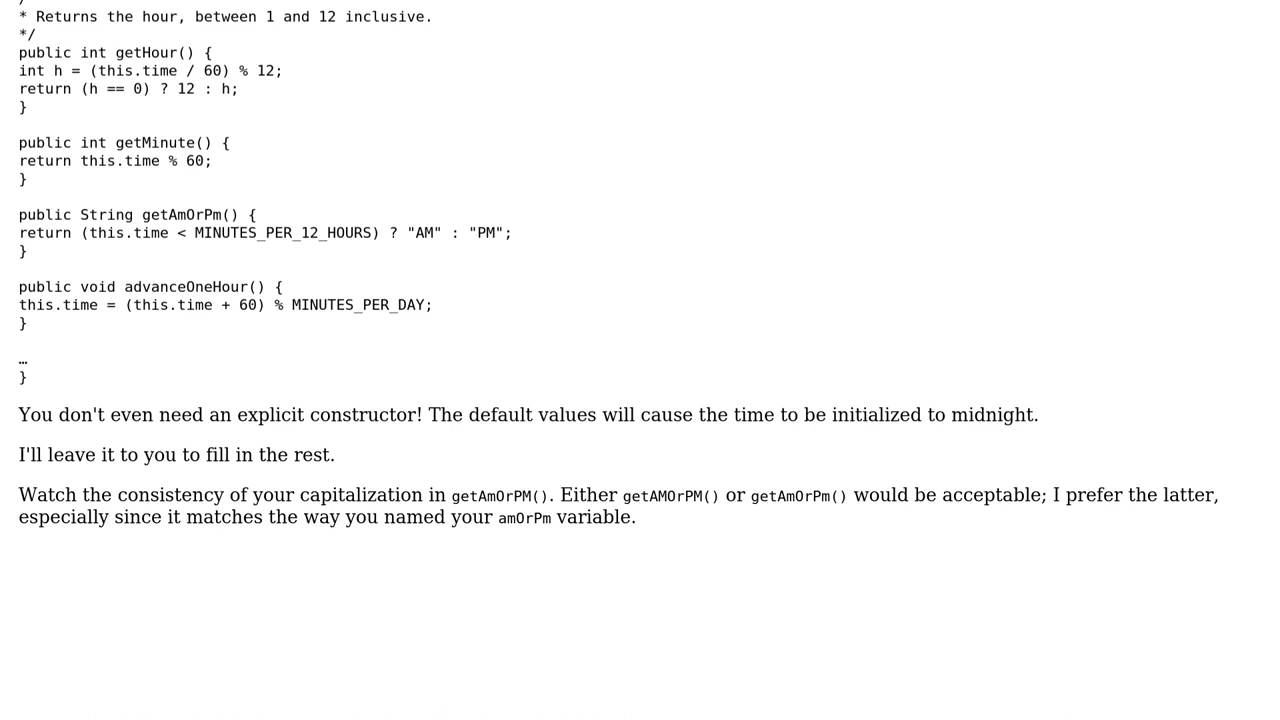 * Returns the hour, between 1 and 12 inclusive.
*/
public int getHour() {
int h = (this.time / 60) % 12;
return (h == 0) ? 12 : h;
}
public int getMinute() {
return this.time % 60;
}
public String getAmOrPm() {
return (this.time < MINUTES_PER_12_HOURS) ? "AM" : "PM";
}
public void advanceOneHour() {
this.time = (this.time + 60) % MINUTES_PER_DAY;
}
…
}
You don't even need an explicit constructor! The default values will cause the time to be initialized to midnight.
I'll leave it to you to fill in the rest.
Watch the consistency of your capitalization in getAmOrPM(). Either getAMOrPM() or getAmOrPm() would be acceptable; I prefer the latter,
especially since it matches the way you named your amOrPm variable.